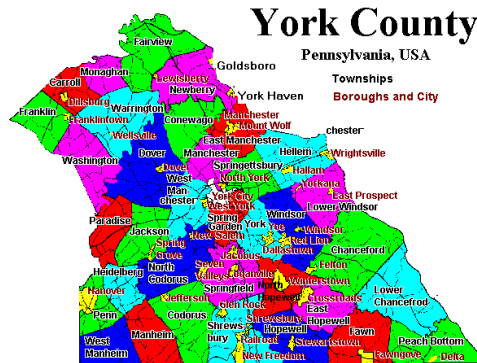 York County
Pennsylvania, USA
Townships
Boroughs and City
Fairview
Goldsboro
Monaghan
Lewisberry
Carroll
Newberry
York Haven
Dillsburg
Franklin
Warrington
Franklintown
Conewago
Manchester
Mount Wolf
Wellsville
East Manchester
chester
Dover
Manchester
Hellem
Wrightsville
Washington
Springettsbury
Dover
West
Man
chester
North York
Hallam
Yorkana
York City
East Prospect
West York
Lower Windsor
Paradise
Spring
Garden
York
Windsor
Jackson
New Salem
Yoe
Windsor
Red Lion
Spring
Grove
Jacobus
Dallastown
Chanceford
North
Codorus
Seven
Valleys
Loganville
Felton
Heidelberg
Winterstown
Hanover
Springfield
North
Hopewell
Lower
Chancefrod
Jefferson
Glen Rock
Crossroads
East
Hopewell
Penn
Codorus
Shrewsbury
Shrews
bury
Hopewell
Manheim
Fawn
West
Manheim
Railroad
Stewartstown
Peach Bottom
New Freedom
Fawngove
Delta